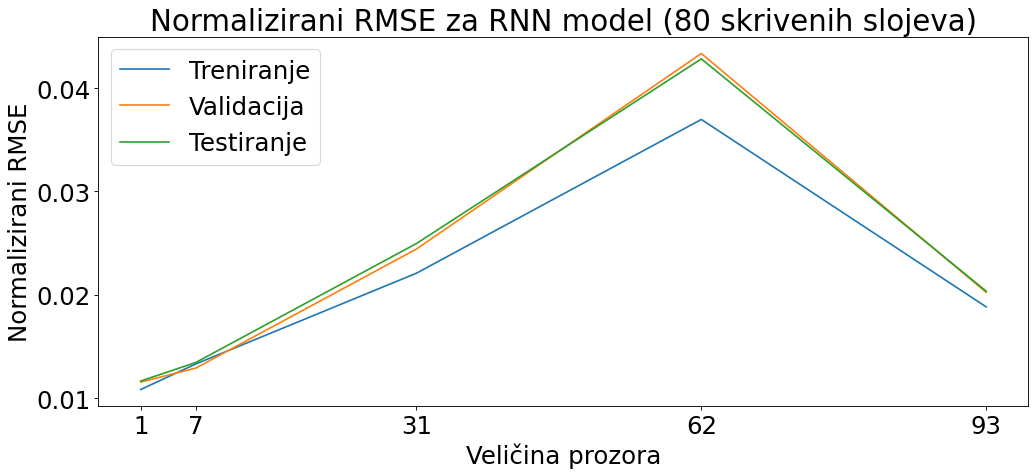 Normalizirani RMSE za RNN model (80 skrivenih slojeva)
Treniranje
Validacija
Testiranje
Normalizirani RMSE
0.04
0.03
0.02
0.01
1 7 31 62 93
Veličina prozora